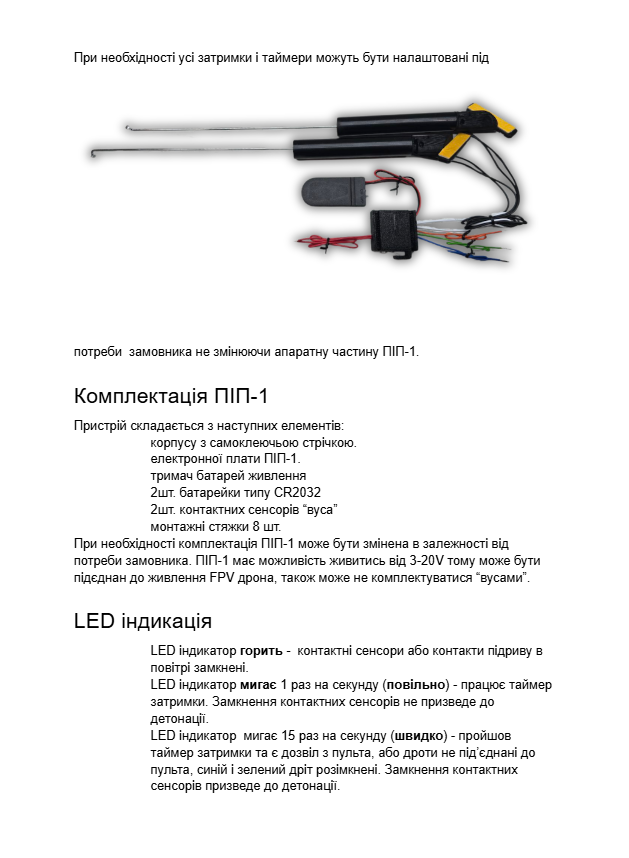 При необхідності усі затримки і таймери можуть бути налаштовані під
потреби  замовника не змінюючи апаратну частину ПІП-1.
Комплектація ПІП-1
Пристрій складається з наступних елементів:
корпусу з самоклеючьою стрічкою.
електронної плати ПІП-1.
тримач батарей живлення
2шт. батарейки типу CR2032
2шт. контактних сенсорів “вуса”
монтажні стяжки 8 шт.
При необхідності комплектація ПІП-1 може бути змінена в залежності від
потреби замовника. ПІП-1 має можливість живитись від 3-20V тому може бути
підєднан до живлення FPV дрона, також може не комплектуватися “вусами”.
LED індикація
LED індикатор горить -  контактні сенсори або контакти підриву в
повітрі замкнені.
LED індикатор мигає 1 раз на секунду (повільно) - працює таймер
затримки. Замкнення контактних сенсорів не призведе до
детонації.
LED індикатор  мигає 15 раз на секунду (швидко) - пройшов
таймер затримки та є дозвіл з пульта, або дроти не під’єднані до
пульта, синій і зелений дріт розімкнені. Замкнення контактних
сенсорів призведе до детонації.